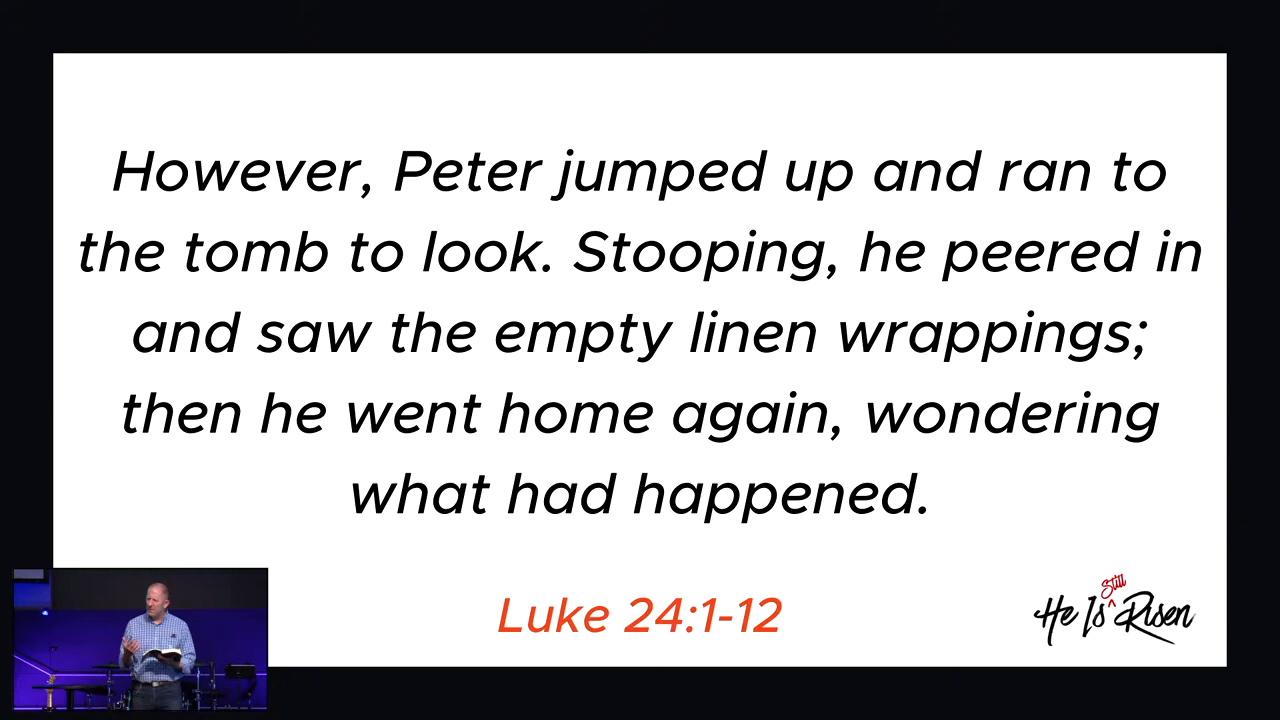 However, Peter jumped up and ran to
the tomb to look. Stooping, he peered in
and saw the empty linen wrappings;
then he went home again, wondering
what had happened.
Luke 24:1-12
Still
He Is ^ Risen